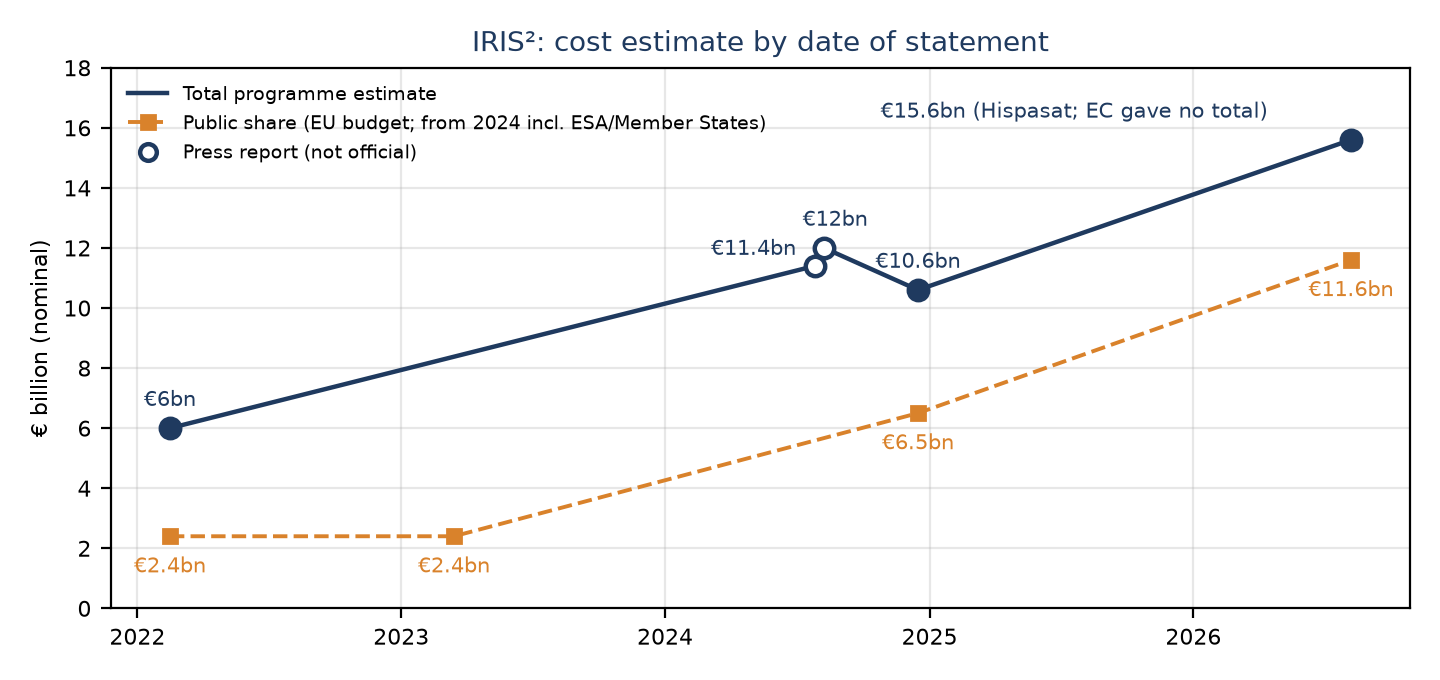 IRIS²: cost estimate by date of statement
18
16
14
12
10
8
6
4
2
0
€ billion (nominal)
Total programme estimate
Public share (EU budget; from 2024 incl. ESA/Member States)
Press report (not official)
€15.6bn (Hispasat; EC gave no total)
€12bn
€11.4bn
€10.6bn
€11.6bn
€6bn
€6.5bn
€2.4bn
€2.4bn
2022
2023
2024
2025
2026